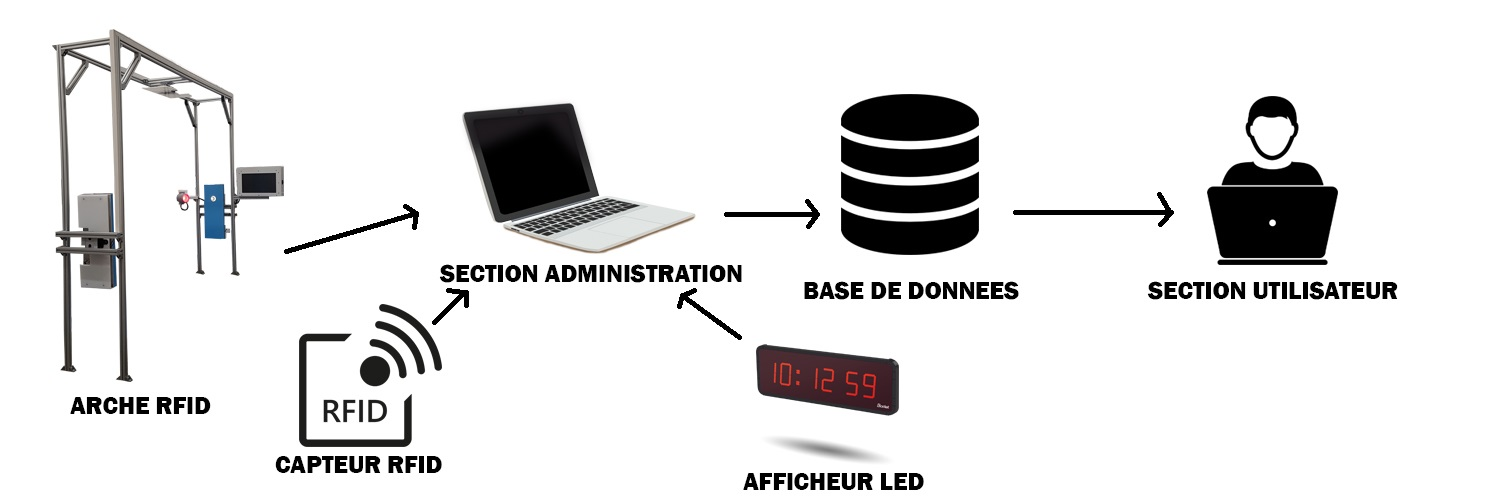 SECTION ADMINISTRATION
BASE DE DONNEES
SECTION UTILISATEUR
ARCHE RFID
RFID
CAPTEUR RFID
10:12 59
AFFICHEUR LED